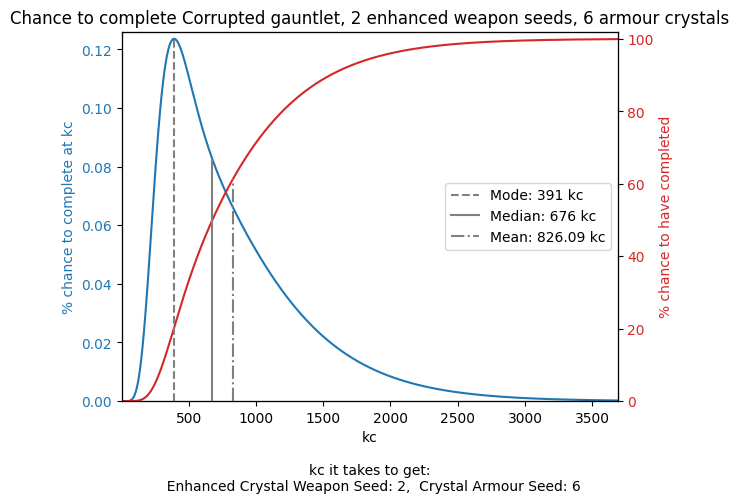 Chance to complete Corrupted gauntlet, 2 enhanced weapon seeds, 6 armour crystals
% chance to complete at kc
0.12
0.10
0.08
0.06
0.04
0.02
0.00
100
80
60
40
20
0
% chance to have completed
Mode: 391 kc
Median: 676 kc
Mean: 826.09 kc
500 1000 1500 2000 2500 3000 3500
kc
kc it takes to get:
Enhanced Crystal Weapon Seed: 2, Crystal Armour Seed: 6